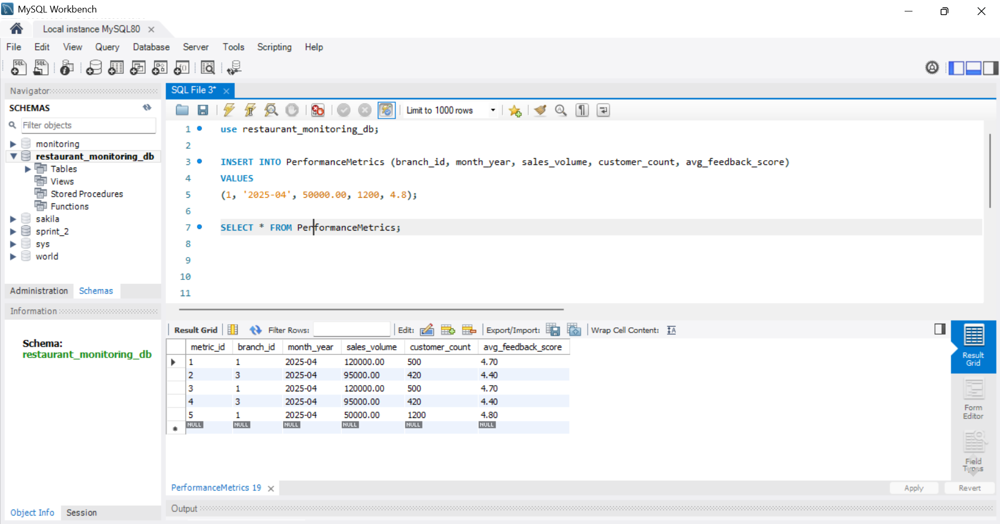 MySQL Workbench
Local instance MySQL80
File Edit View Query Database Server Tools Scripting Help
Navigator
SCHEMAS
Filter objects
monitoring
restaurant_monitoring_db
Tables
Views
Stored Procedures
Functions
sakila
sprint_2
sys
world
Administration Schemas
Information
Schema:
restaurant_monitoring_db
Object Info Session
SQL File 3*
Limit to 1000 rows
1 use restaurant_monitoring_db;
2
3 INSERT INTO PerformanceMetrics (branch_id, month_year, sales_volume, customer_count, avg_feedback_score)
4 VALUES
5 (1, '2025-04', 50000.00, 1200, 4.8);
6
7 SELECT * FROM PerformanceMetrics;
8
9
10
11
Result Grid Filter Rows: Edit: Export/Import: Wrap Cell Content:
metric_id branch_id month_year sales_volume customer_count avg_feedback_score
1 1 2025-04 120000.00 500 4.70
2 3 2025-04 95000.00 420 4.40
3 1 2025-04 120000.00 500 4.70
4 3 2025-04 95000.00 420 4.40
5 1 2025-04 50000.00 1200 4.80
NULL NULL NULL NULL NULL NULL
Result
Grid
Form
Editor
Field
Types
PerformanceMetrics 19
Apply Revert
Output